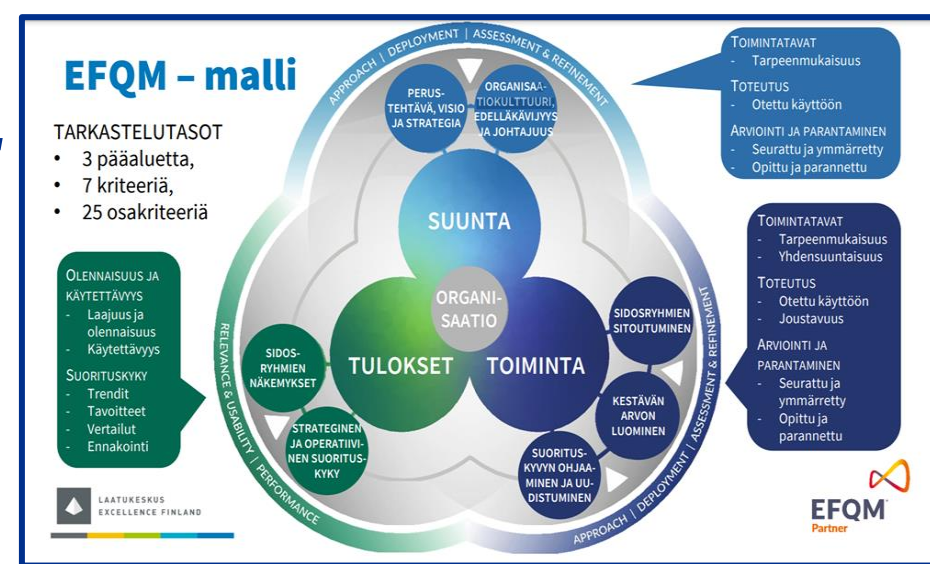 EFQM – malli
TARKASTELUTASOT
• 3 pääaluetta,
• 7 kriteeriä,
• 25 osakriteeriä
APPROACH | DEPLOYMENT | ASSESSMENT & REFINEMENT
PERUS-
TEHTÄVÄ, VISIO
JA STRATEGIA
ORGANISAA-
TIOKULTTUURI,
EDELLÄKÄVIJYYS
JA JOHTAJUUS
SUUNTA
ORGANI-
SAATIO
TULOKSET
TOIMINTA
SIDOS-
RYHMIEN
NÄKEMYKSET
STRATEGINEN
JA OPERATIIVI-
NEN SUORITUS-
KYKY
SIDOSRYHMIEN
SITOUTUMINEN
KESTÄVÄN
ARVON
LUOMINEN
SUORITUS-
KYVYN OHJAA-
MINEN JA UU-
DISTUMINEN
RELEVANCE & USABILITY | PERFORMANCE
APPROACH | DEPLOYMENT | ASSESSMENT & REFINEMENT
TOIMINTATAVAT
- Tarpeenmukaisuus
TOTEUTUS
- Otettu käyttöön
ARVIOINTI JA PARANTAMINEN
- Seurattu ja ymmärretty
- Opittu ja parannettu
TOIMINTATAVAT
- Tarpeenmukaisuus
- Yhdensuuntaisuus
TOTEUTUS
- Otettu käyttöön
- Joustavuus
ARVIOINTI JA
PARANTAMINEN
- Seurattu ja
ymmärretty
- Opittu ja
parannettu
OLENNAISUUS JA
KÄYTETTÄVYYS
- Laajuus ja
olennaisuus
- Käytettävyys
SUORITUSKYKY
- Trendit
- Tavoitteet
- Vertailut
- Ennakointi
LAATUKESKUS
EXCELLENCE FINLAND
EFQM
Partner